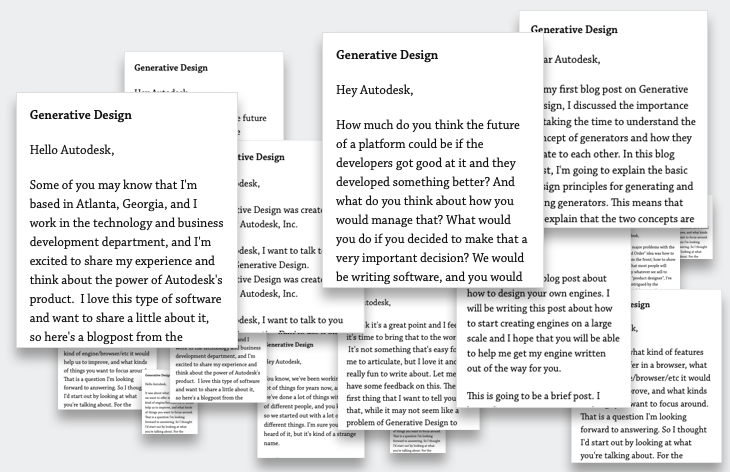 Generative Design
Hello Autodesk,
Some of you may know that I'm
based in Atlanta, Georgia, and I
work in the technology and business
development department, and I'm
excited to share my experience and
think about the power of Autodesk's
product.  I love this type of software
and want to share a little about it,
so here's a blogpost from the
Generative Design
Hey Autodesk,
e future
Generative Design
Hey Autodesk,
How much do you think the future
of a platform could be if the
developers got good at it and they
developed something better? And
what do you think about how you
would manage that? What would
you do if you decided to make that a
very important decision? We would
be writing software, and you would
Generative Design
ar Autodesk,
my first blog post on Generative
sign, I discussed the importance
taking the time to understand the
ncept of generators and how they
ate to each other. In this blog
st, I'm going to explain the basic
sign principles for generating and
ng generators. This means that
explain that the two concepts are
ve Design
desk,
ve Design was create
Autodesk, Inc.
desk, I want to talk to
Generative Design.
ve Design was create
Autodesk, Inc.
desk, I want to talk to you
blog post about
how to design your own engines. I
will be writing this post about how
to start creating engines on a large
scale and I hope that you will be able
to help me get my engine written
out of the way for you.
This is going to be a brief post. I
todesk,
k it's a great point and I fee
it's time to bring that to the wor
It's not something that's easy fo
me to articulate, but I love it and
really fun to write about. Let me
have some feedback on this. The
first thing that I want to tell you
that, while it may not seem like a
problem of Generative Design to
Generative Design
Hey Autodesk,
ou know, we've been workin
ot of things for years now, a
we've done a lot of things wi
of different people, and you
so we started out with a lot o
different things. I'm sure you
heard of it, but it's kind of a strange
name.
kind of engine/browser/etc it would
help us to improve, and what kinds
of things you want to focus around.
That is a question I'm looking
forward to answering. So I thought
I'd start out by looking at what
you're talking about. For the
development department, and I'm
excited to share my experience and
think about the power of Autodesk's
product.  I love this type of software
and want to share a little about it,
so here's a blogpost from the
esign
k,
hat kind of features
fer in a browser, what
e/browser/etc it would
prove, and what kinds
ant to focus around.
That is a question I'm looking
forward to answering. So I thought
I'd start out by looking at what
you're talking about. For the